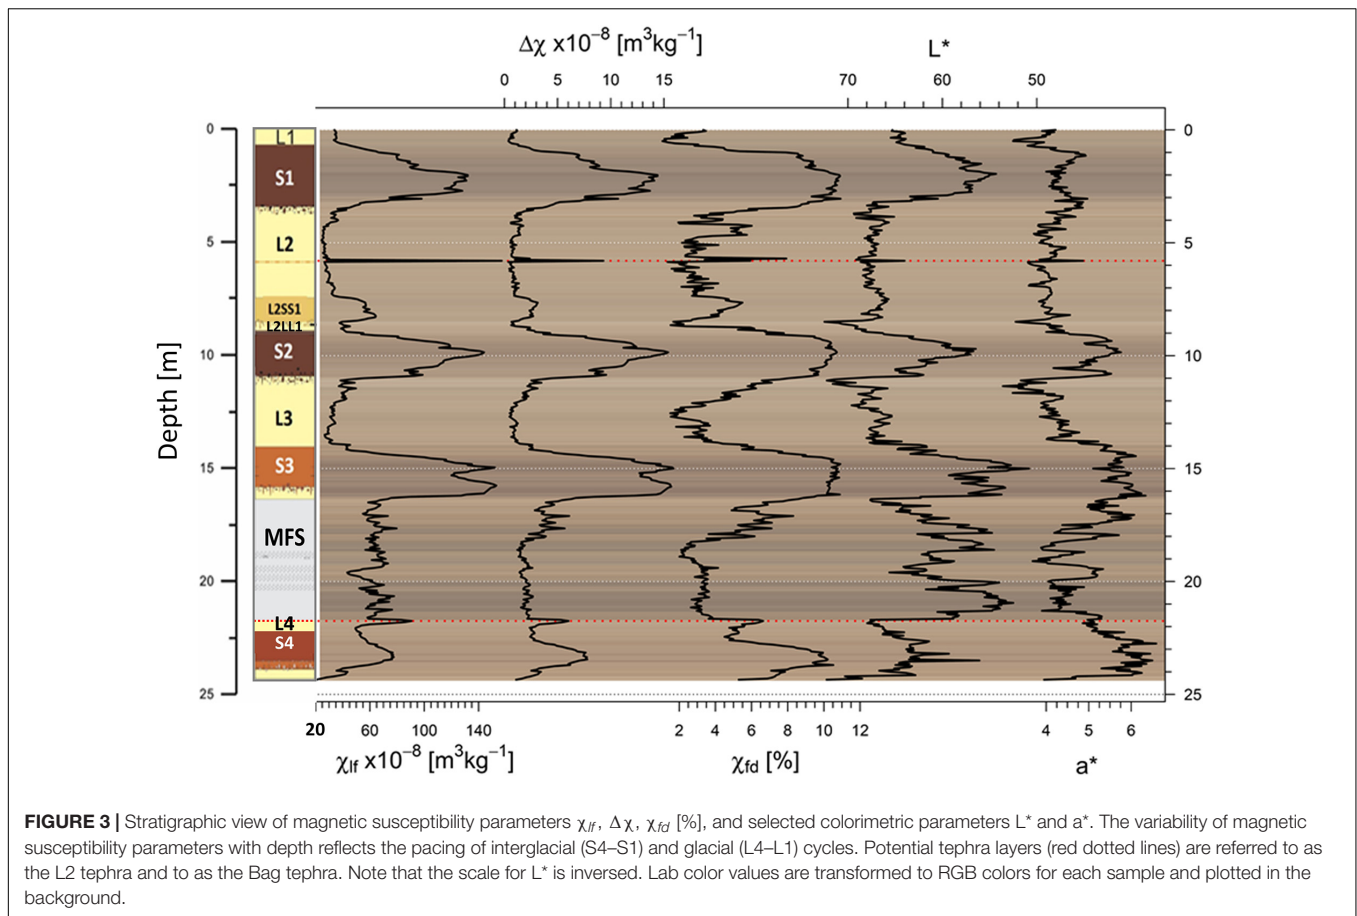 Δχ x10⁻⁸ [m³kg⁻¹] L*
0 5 10 15 70 60 50
0 L1 0
S1
L2
5 5
L2SS1
L2LL1
S2
10 10
Depth [m]
L3
S3
15 15
MFS
20 20
L4
S4
25 25
20 60 100 140 2 4 6 8 10 12 4 5 6
χlf x10⁻⁸ [m³kg⁻¹] χfd [%] a*
FIGURE 3 | Stratigraphic view of magnetic susceptibility parameters χlf, Δχ, χfd [%], and selected colorimetric parameters L* and a*. The variability of magnetic
susceptibility parameters with depth reflects the pacing of interglacial (S4–S1) and glacial (L4–L1) cycles. Potential tephra layers (red dotted lines) are referred to as
the L2 tephra and to as the Bag tephra. Note that the scale for L* is inversed. Lab color values are transformed to RGB colors for each sample and plotted in the
background.